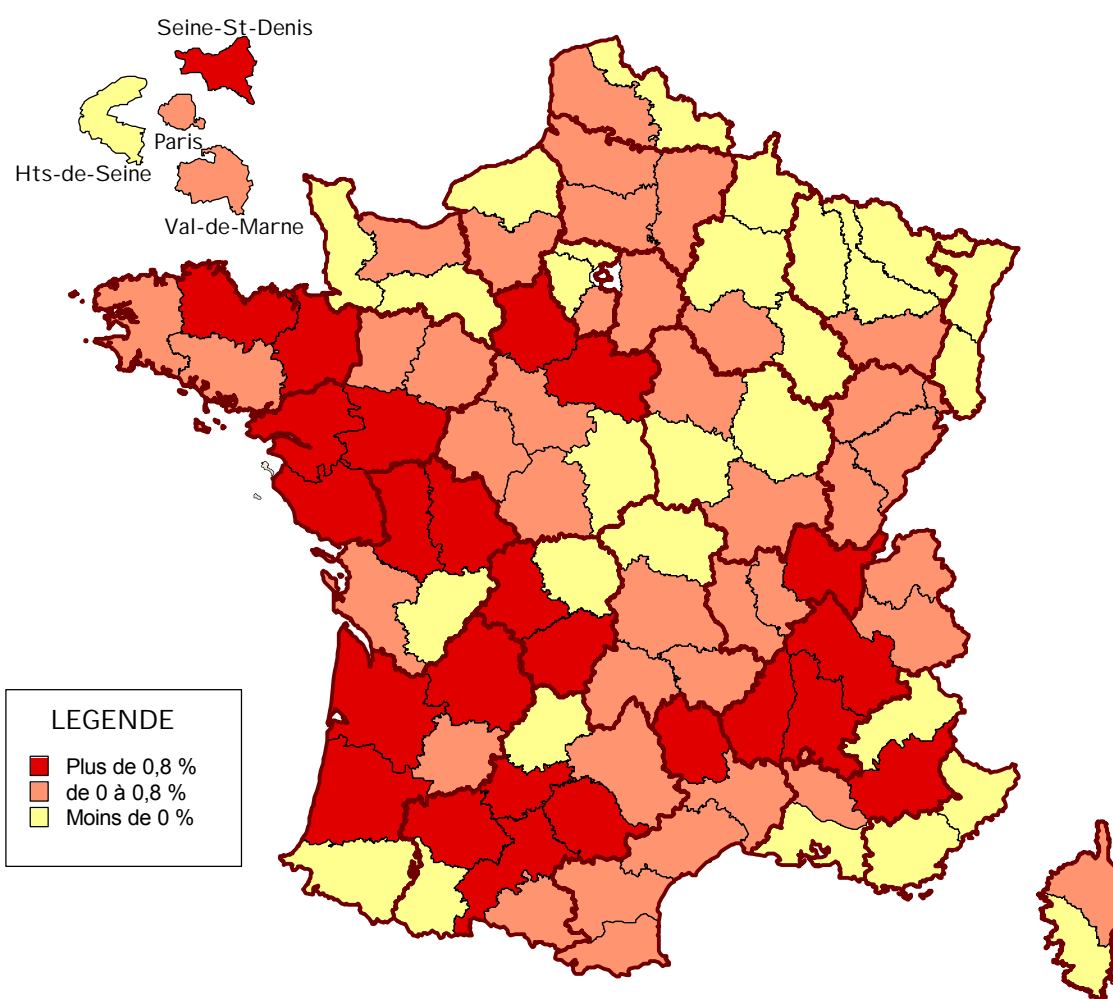 Seine-St-Denis
Paris
Hts-de-Seine
Val-de-Marne
LEGENDE
Plus de 0,8 %
de 0 à 0,8 %
Moins de 0 %